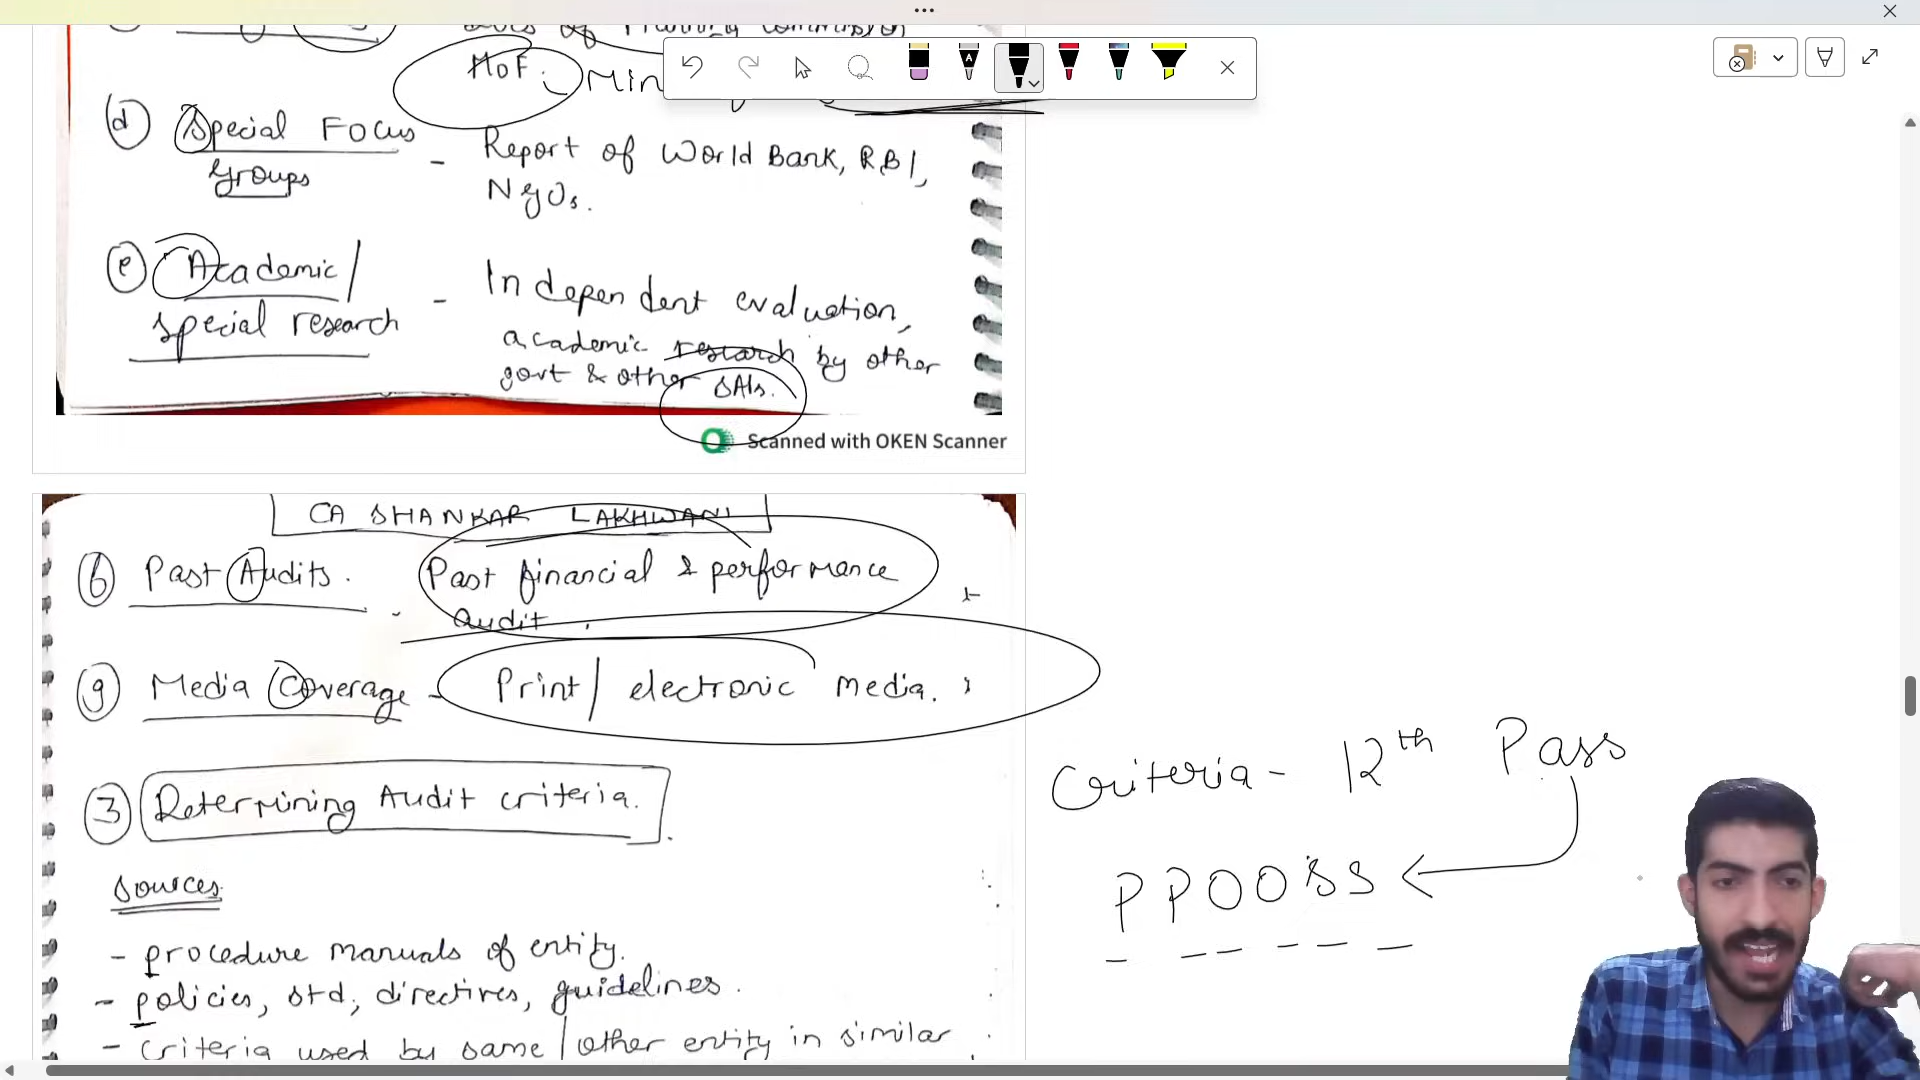 MoF : Min
(d) Special Focus Groups - Report of World Bank, RBI, NGOs.
(e) Academic / special research - Independent evaluation, academic research by other govt & other SAIs.
Scanned with OKEN Scanner
CA SHANKAR LAKHWANI
(6) Past Audits. - Past financial & performance audit.
(9) Media Coverage - Print / electronic media.
(3) Determining Audit criteria.
Sources
- procedure manuals of entity.
- policies, std, directives, guidelines.
- criteria used by same / other entity in similar
Criteria - 12th Pass
PPOOSS